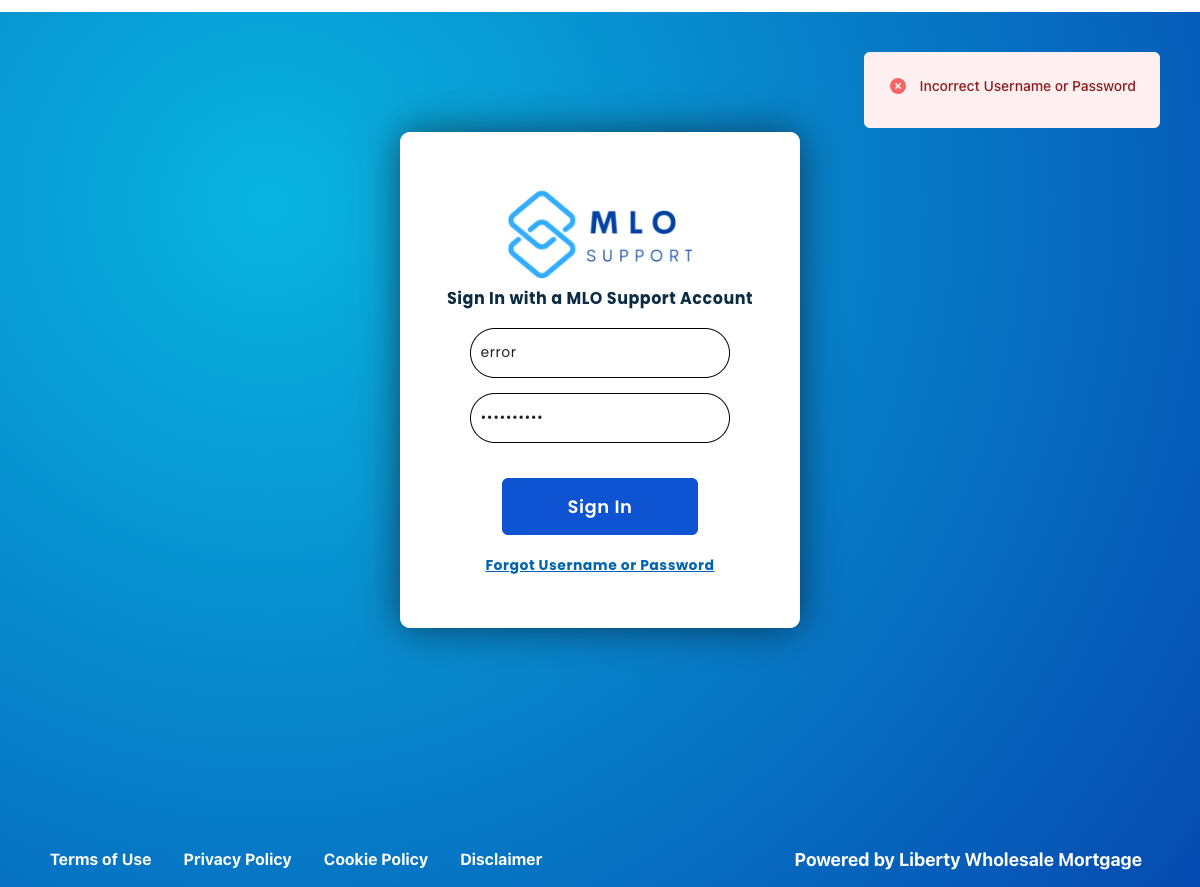 Incorrect Username or Password
MLO
SUPPORT
Sign In with a MLO Support Account
error
••••••••••
Sign In
Forgot Username or Password
Terms of Use
Privacy Policy
Cookie Policy
Disclaimer
Powered by Liberty Wholesale Mortgage